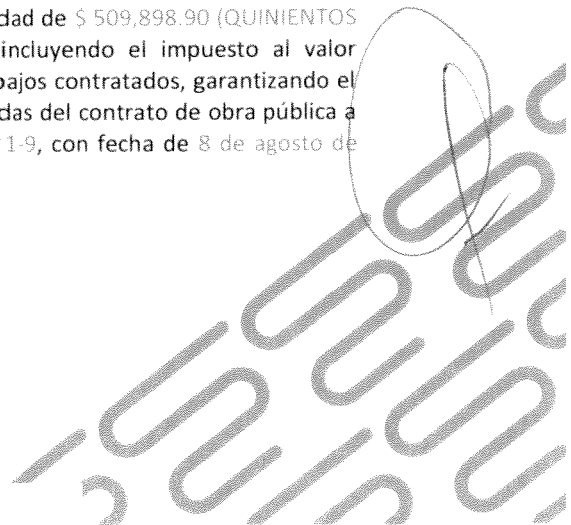 dad de $ 509,898.90 (QUINIENTOS
incluyendo el impuesto al valor
bajos contratados, garantizando el
das del contrato de obra pública a
1-9, con fecha de 8 de agosto de